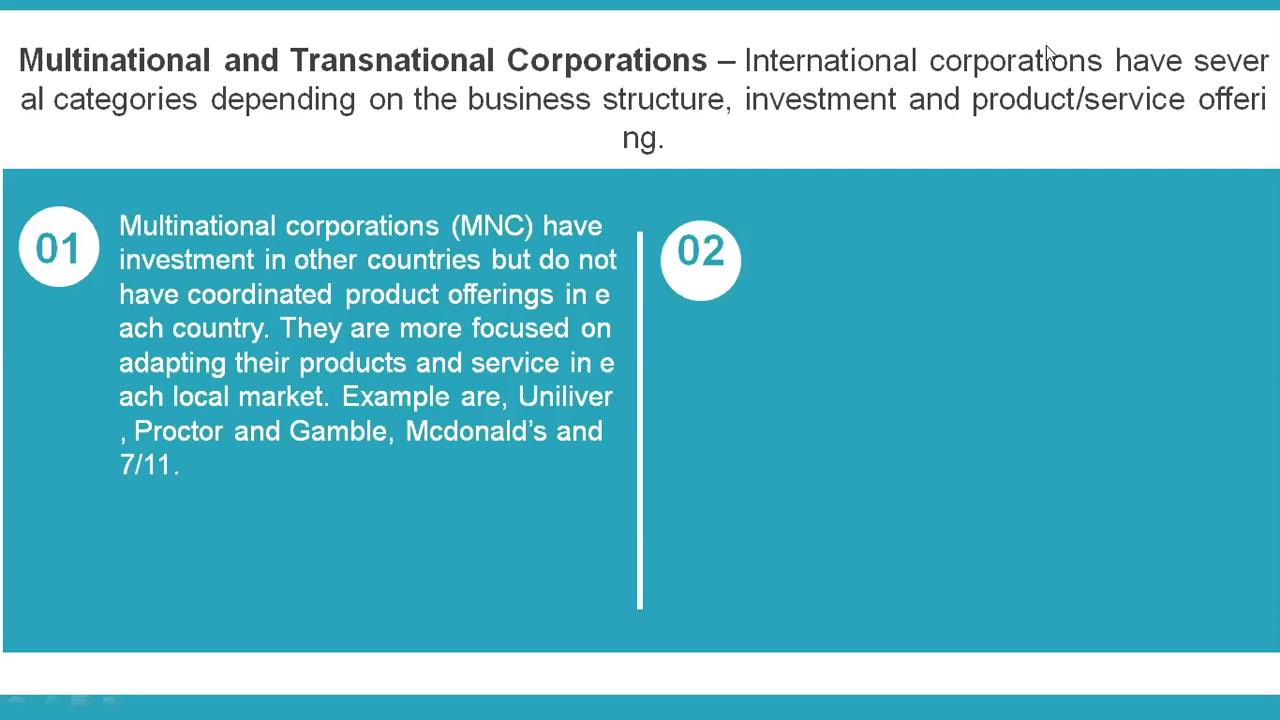 Multinational and Transnational Corporations – International corporations have sever
al categories depending on the business structure, investment and product/service offeri
ng.
01
Multinational corporations (MNC) have
investment in other countries but do not
have coordinated product offerings in e
ach country. They are more focused on
adapting their products and service in e
ach local market. Example are, Uniliver
, Proctor and Gamble, Mcdonald’s and
7/11.
02